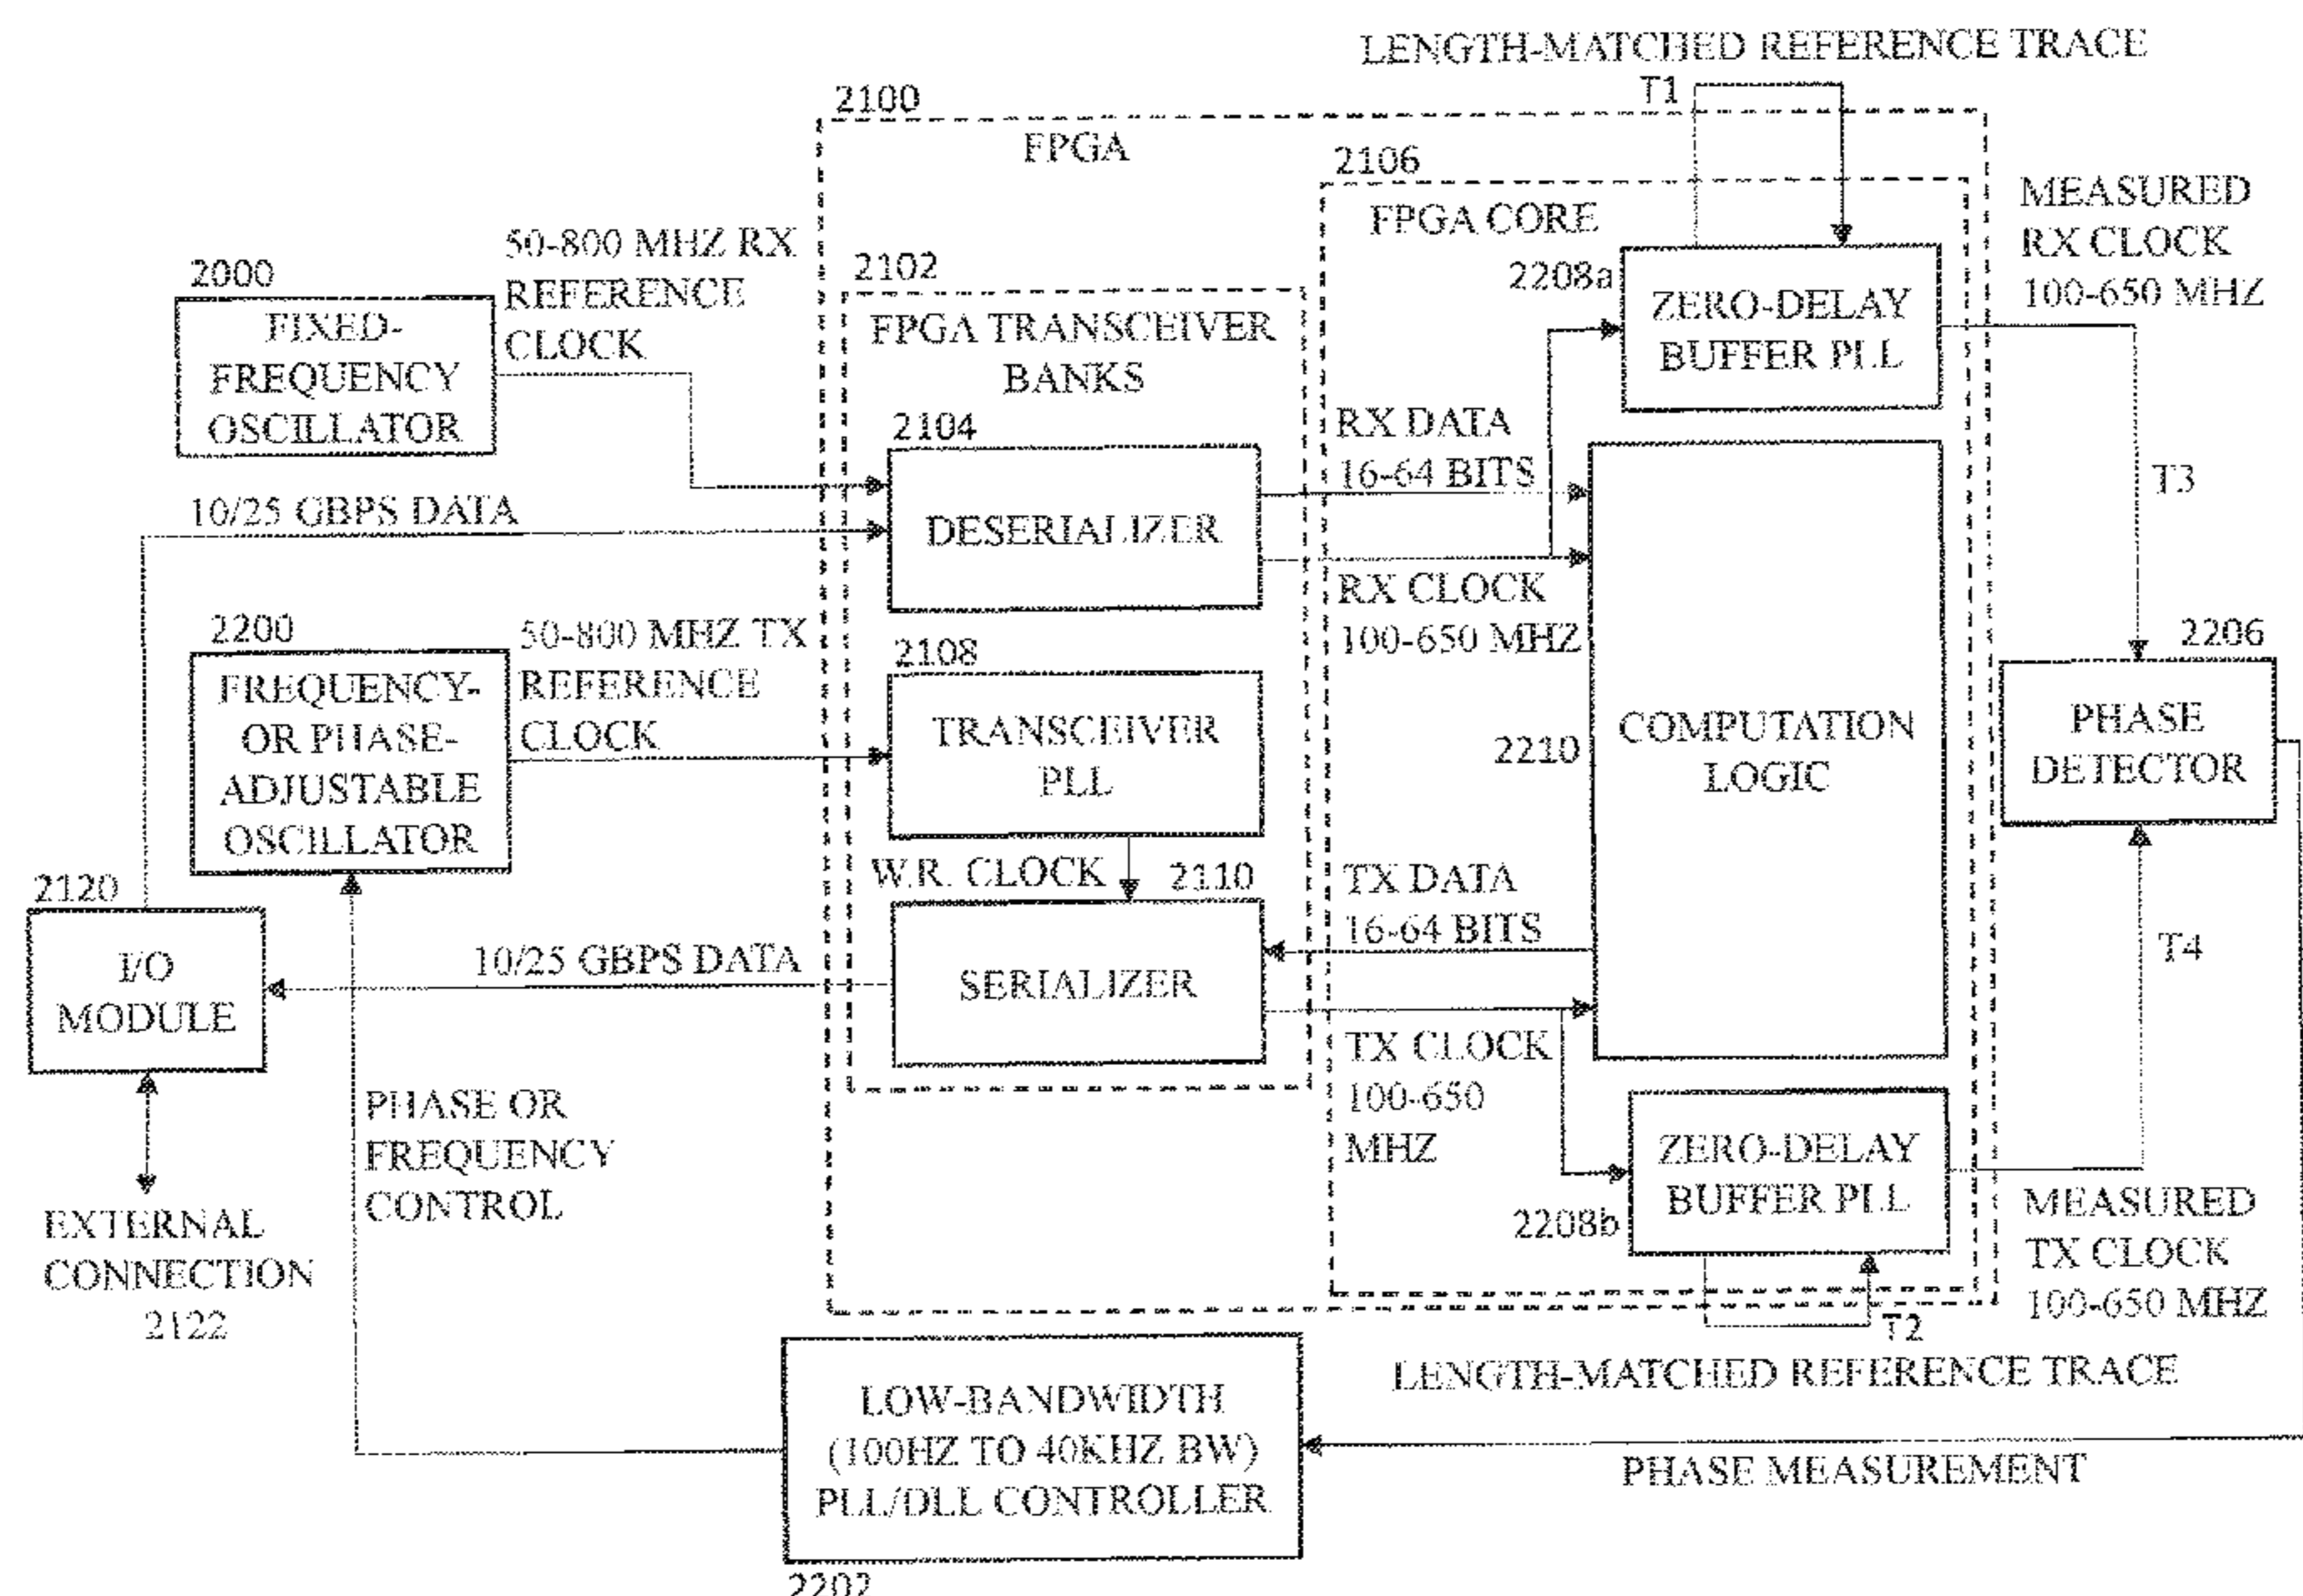 LENGTH-MATCHED REFERENCE TRACE
T1
2100
FPGA
2106
FPGA CORE
MEASURED
RX CLOCK
100-650 MHZ
50-800 MHZ RX
REFERENCE
CLOCK
2000
FIXED-
FREQUENCY
OSCILLATOR
2102
FPGA TRANSCEIVER
BANKS
2208a
ZERO-DELAY
BUFFER PLL
2104
DESERIALIZER
RX DATA
16-64 BITS
RX CLOCK
100-650 MHZ
T3
10/25 GBPS DATA
2200
FREQUENCY-
OR PHASE-
ADJUSTABLE
OSCILLATOR
50-800 MHZ TX
REFERENCE
CLOCK
2108
TRANSCEIVER
PLL
2210
COMPUTATION
LOGIC
2206
PHASE
DETECTOR
W.R. CLOCK
2110
SERIALIZER
TX DATA
16-64 BITS
T4
2120
I/O
MODULE
10/25 GBPS DATA
TX CLOCK
100-650
MHZ
PHASE OR
FREQUENCY
CONTROL
ZERO-DELAY
BUFFER PLL
2208b
MEASURED
TX CLOCK
100-650 MHZ
EXTERNAL
CONNECTION
2122
T2
LENGTH-MATCHED REFERENCE TRACE
LOW-BANDWIDTH
(100HZ TO 40KHZ BW)
PLL/DLL CONTROLLER
PHASE MEASUREMENT
2202